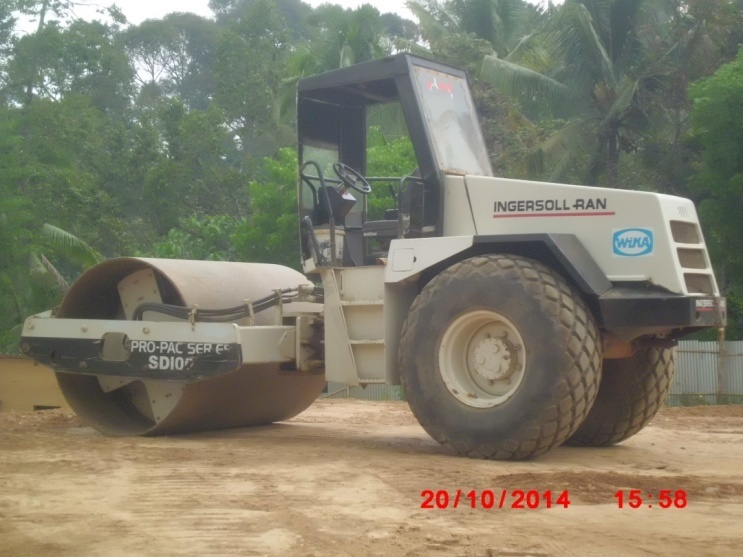 INGERSOLL-RAN
WIKA
PRO-PAC SERIES
SD100
20/10/2014 15:58